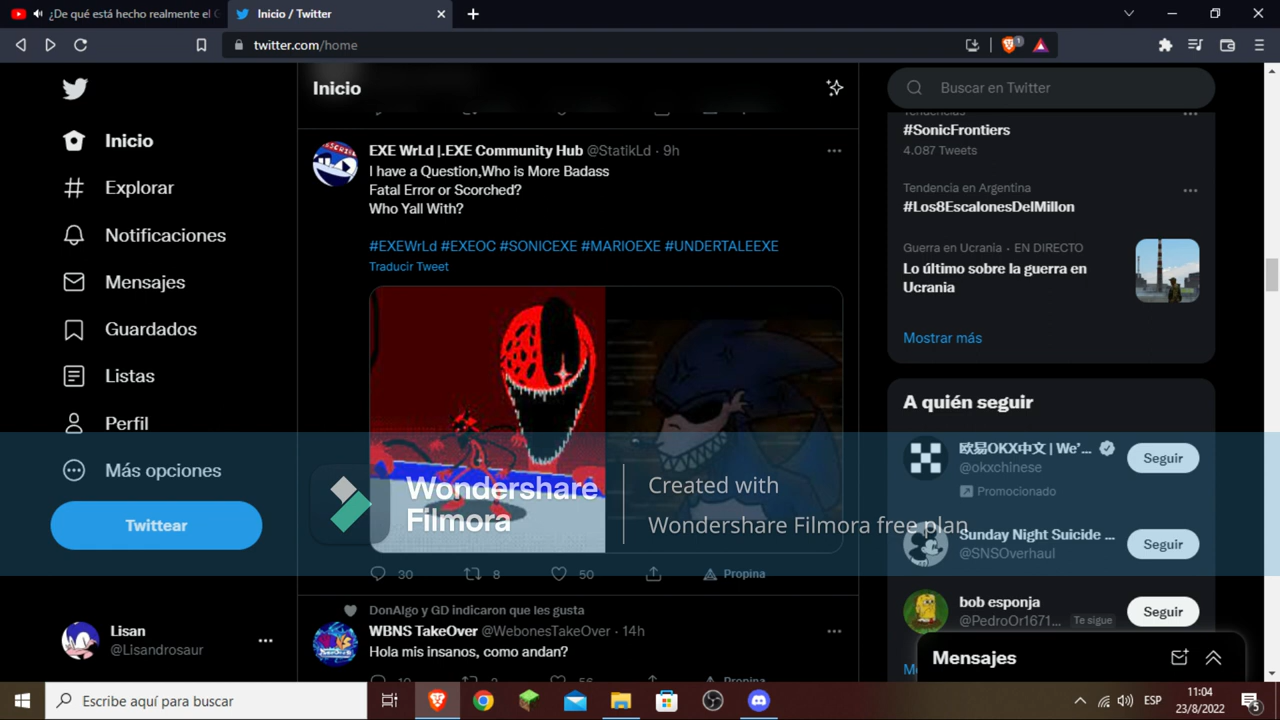 ¿De qué está hecho realmente el
Inicio / Twitter
twitter.com/home
1
Inicio
Explorar
Notificaciones
Mensajes
Guardados
Listas
Perfil
Más opciones
Twittear
Lisan
@Lisandrosaur
Inicio
EXE WrLd |.EXE Community Hub @StatikLd · 9h
I have a Question,Who is More Badass
Fatal Error or Scorched?
Who Yall With?
#EXEWrLd #EXEOC #SONICEXE #MARIOEXE #UNDERTALEEXE
Traducir Tweet
30 8 50 Propina
DonAlgo y GD indicaron que les gusta
WBNS TakeOver @WebonesTakeOver · 14h
Hola mis insanos, como andan?
Wondershare
Filmora
Created with
Wondershare Filmora free plan
Buscar en Twitter
#SonicFrontiers
4.087 Tweets
Tendencia en Argentina
#Los8EscalonesDelMillon
Guerra en Ucrania · EN DIRECTO
Lo último sobre la guerra en
Ucrania
Mostrar más
A quién seguir
欧易OKX中文 | We'...
@okxchinese
Seguir
Promocionado
Sunday Night Suicide ...
@SNSOverhaul
Seguir
bob esponja
@PedroOr1671... Te sigue
Seguir
Mensajes
Escribe aquí para buscar
ESP
11:04
23/8/2022
5